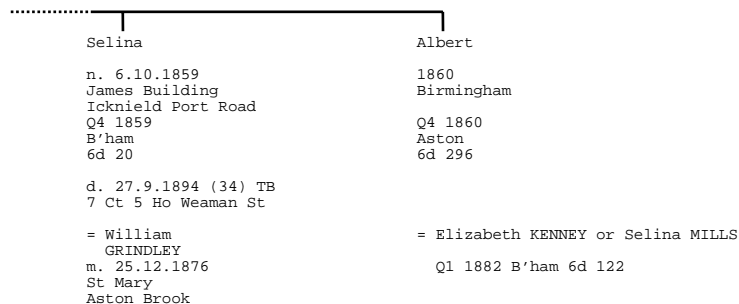 Selina
n. 6.10.1859
James Building
Icknield Port Road
Q4 1859
B'ham
6d 20
d. 27.9.1894 (34) TB
7 Ct 5 Ho Weaman St
= William
GRINDLEY
m. 25.12.1876
St Mary
Aston Brook
Albert
1860
Birmingham
Q4 1860
Aston
6d 296
= Elizabeth KENNEY or Selina MILLS
Q1 1882 B'ham 6d 122